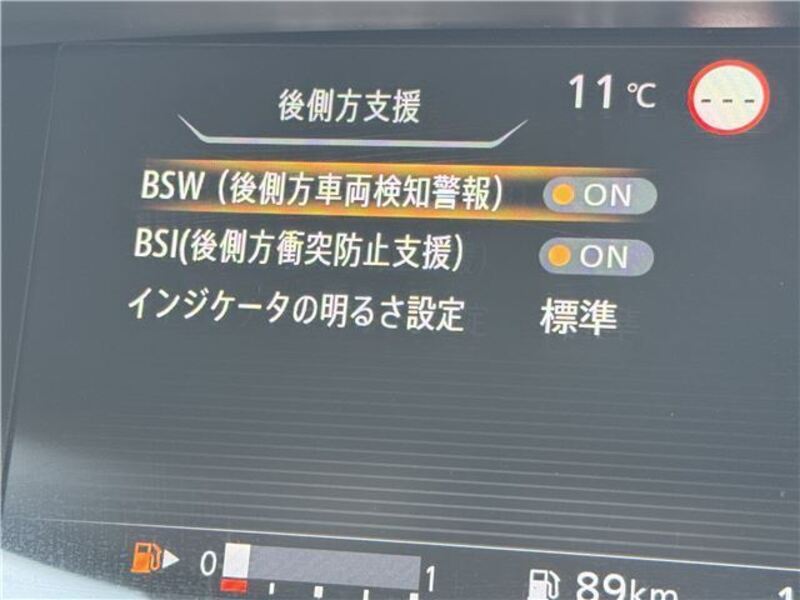 後側方支援
11℃
---
BSW（後側方車両検知警報） ON
BSI(後側方衝突防止支援) ON
インジケータの明るさ設定 標準
0 1
89km